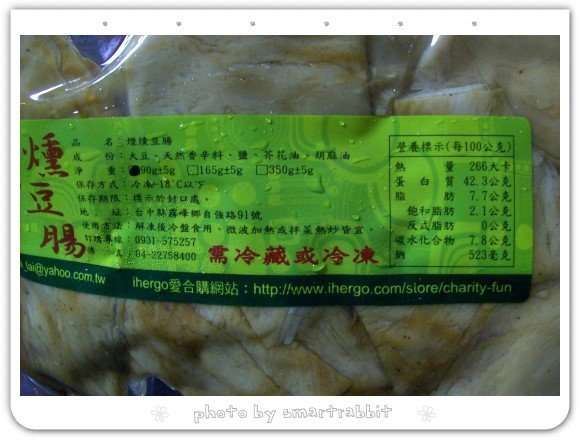 燻豆腸
品　名：煙燻豆腸
成　份：大豆、天然香辛料、鹽、芥花油、胡麻油
淨　重：●90g±5g □165g±5g □350g±5g
保存方式：冷凍-18℃以下
保存期限：標示於封口處。
地　址：台中縣霧峰鄉自強路91號
使用方法：解凍後冷盤食用、微波加熱或拌菜熱炒皆宜。
訂購專線：0931-575257
傳　真：04-22758400
需冷藏或冷凍
lai@yahoo.com.tw
ihergo愛合購網站：http://www.ihergo.com/store/charity-fun
營養標示(每100公克)
熱　量 266大卡
蛋白質 42.3公克
脂　肪 7.7公克
飽和脂肪 2.1公克
反式脂肪 0公克
碳水化合物 7.8公克
鈉 523毫克
photo by smartrabbit